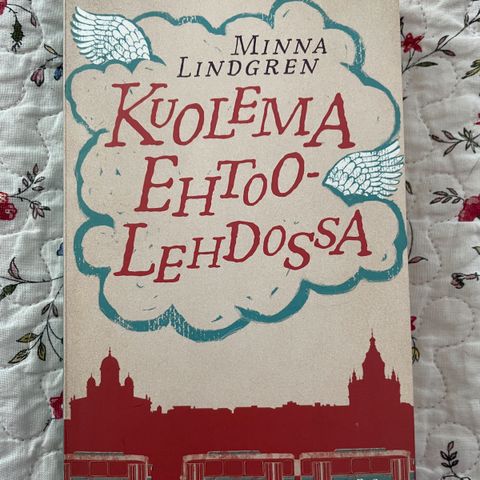 MINNA
LINDGREN
KUOLEMA
EHTOO-
LEHDOSSA